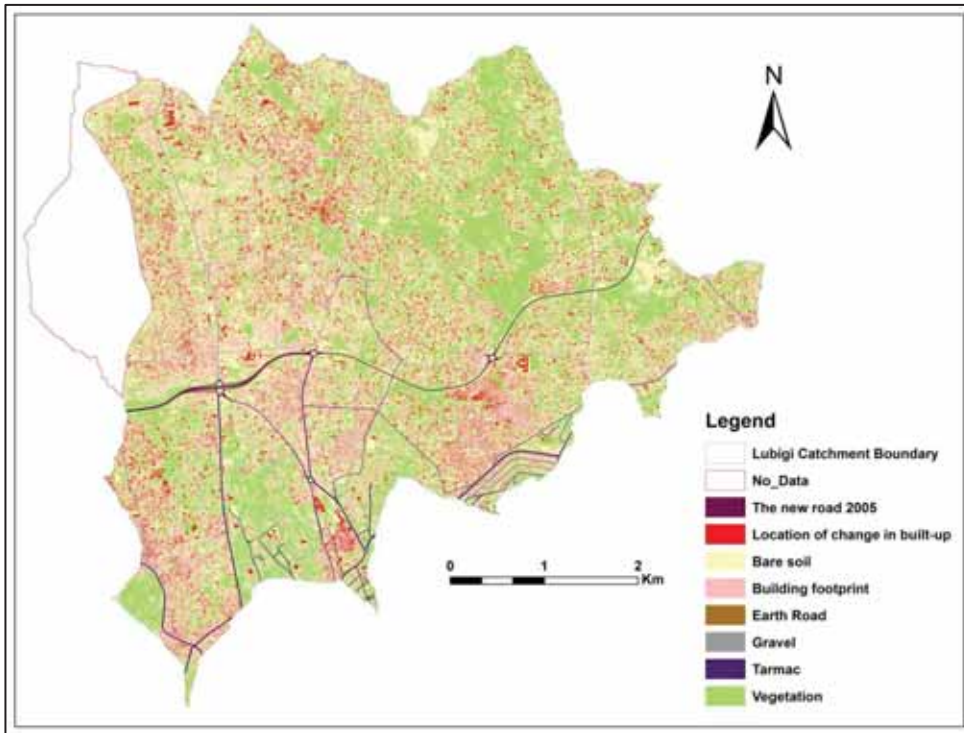 N
Legend
Lubigi Catchment Boundary
No_Data
The new road 2005
Location of change in built-up
Bare soil
Building footprint
Earth Road
Gravel
Tarmac
Vegetation
0 1 2
Km